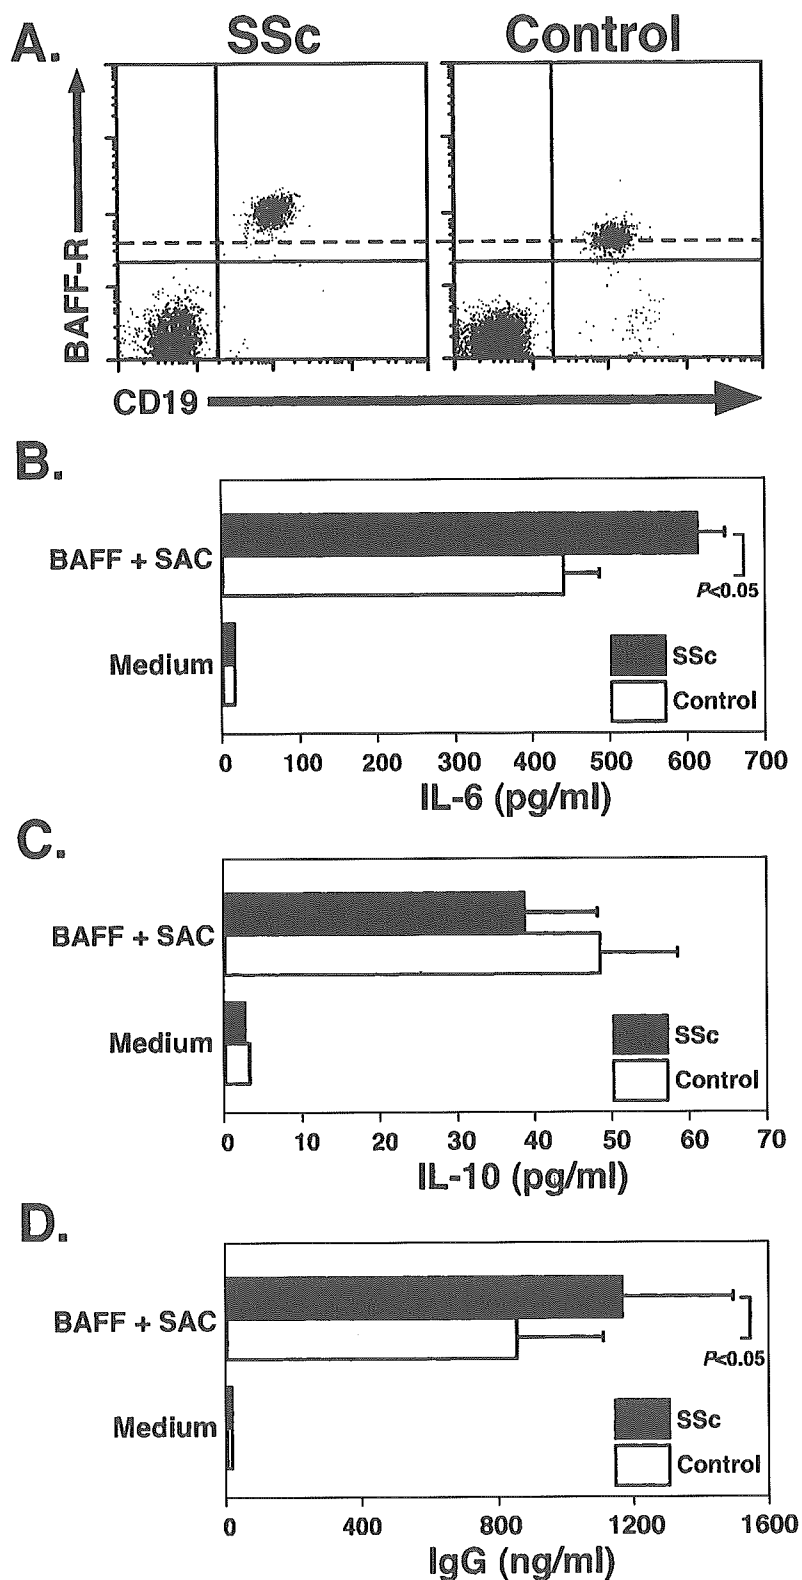 A.
SSc
Control
BAFF-R
CD19
B.
BAFF + SAC
P<0.05
Medium
SSc
Control
0 100 200 300 400 500 600 700
IL-6 (pg/ml)
C.
BAFF + SAC
Medium
SSc
Control
0 10 20 30 40 50 60 70
IL-10 (pg/ml)
D.
BAFF + SAC
P<0.05
Medium
SSc
Control
0 400 800 1200 1600
IgG (ng/ml)